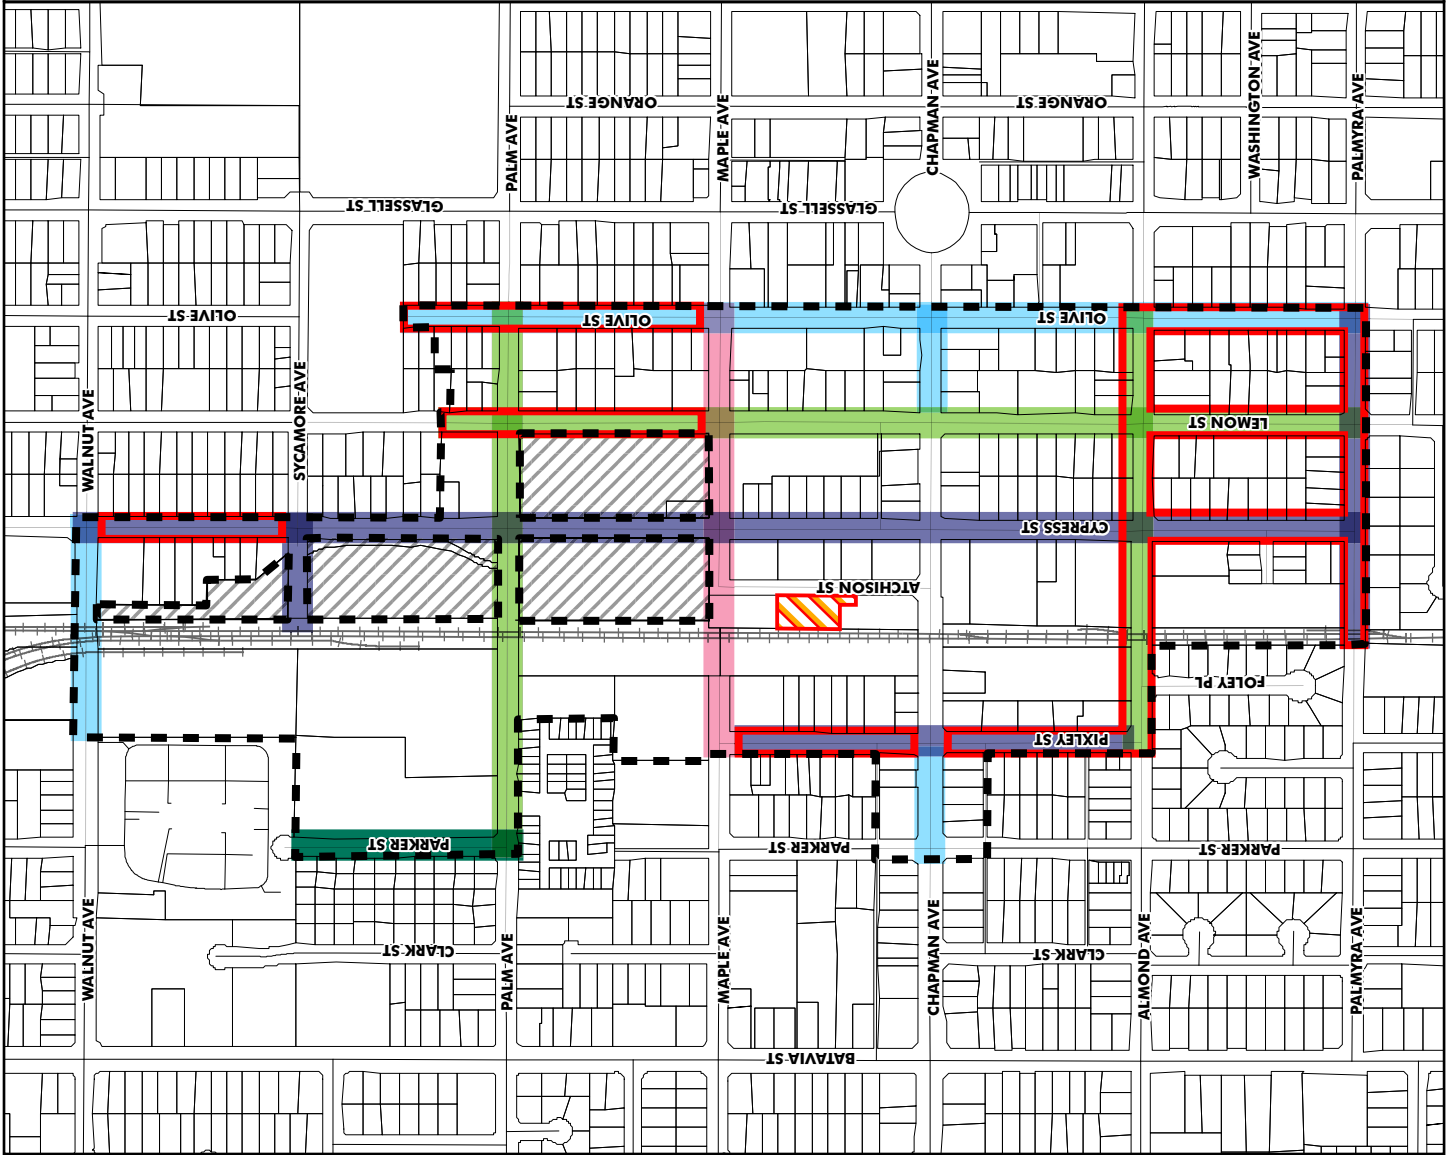 ORANGE ST
ORANGE ST
WASHINGTON AVE
PALMYRA AVE
CHAPMAN AVE
MAPLE AVE
PALM AVE
GLASSELL ST
GLASSELL ST
OLIVE ST
OLIVE ST
OLIVE ST
SYCAMORE AVE
WALNUT AVE
LEMON ST
CYPRESS ST
ATCHISON ST
FOLEY PL
PIXLEY ST
PARKER ST
PARKER ST
PARKER ST
WALNUT AVE
PALM AVE
MAPLE AVE
CHAPMAN AVE
ALMOND AVE
PALMYRA AVE
CLARK ST
CLARK ST
BATAVIA ST